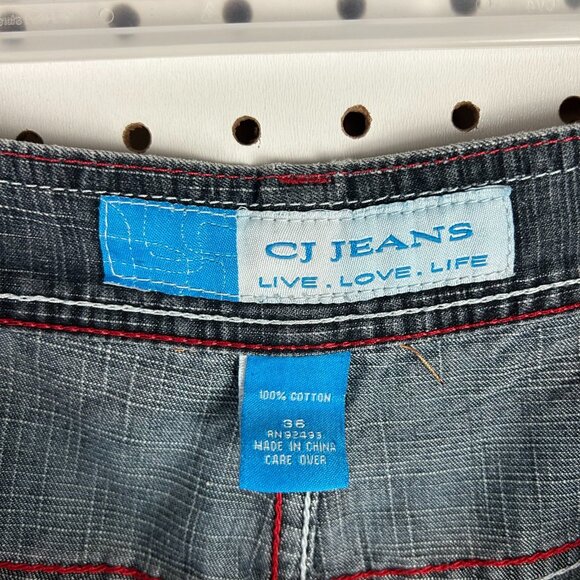 CJ JEANS
LIVE . LOVE . LIFE
100% COTTON
36
RN92493
MADE IN CHINA
CARE OVER